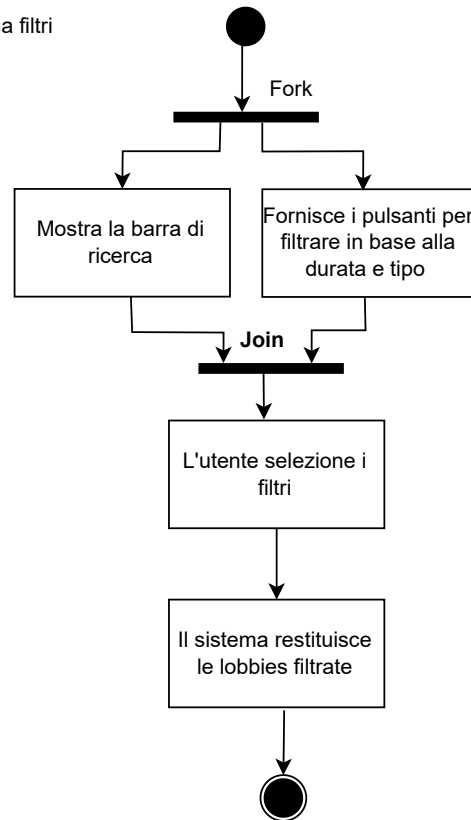 filtri
Fork
Mostra la barra di
ricerca
Fornisce i pulsanti per
filtrare in base alla
durata e tipo
Join
L'utente selezione i
filtri
Il sistema restituisce
le lobbies filtrate